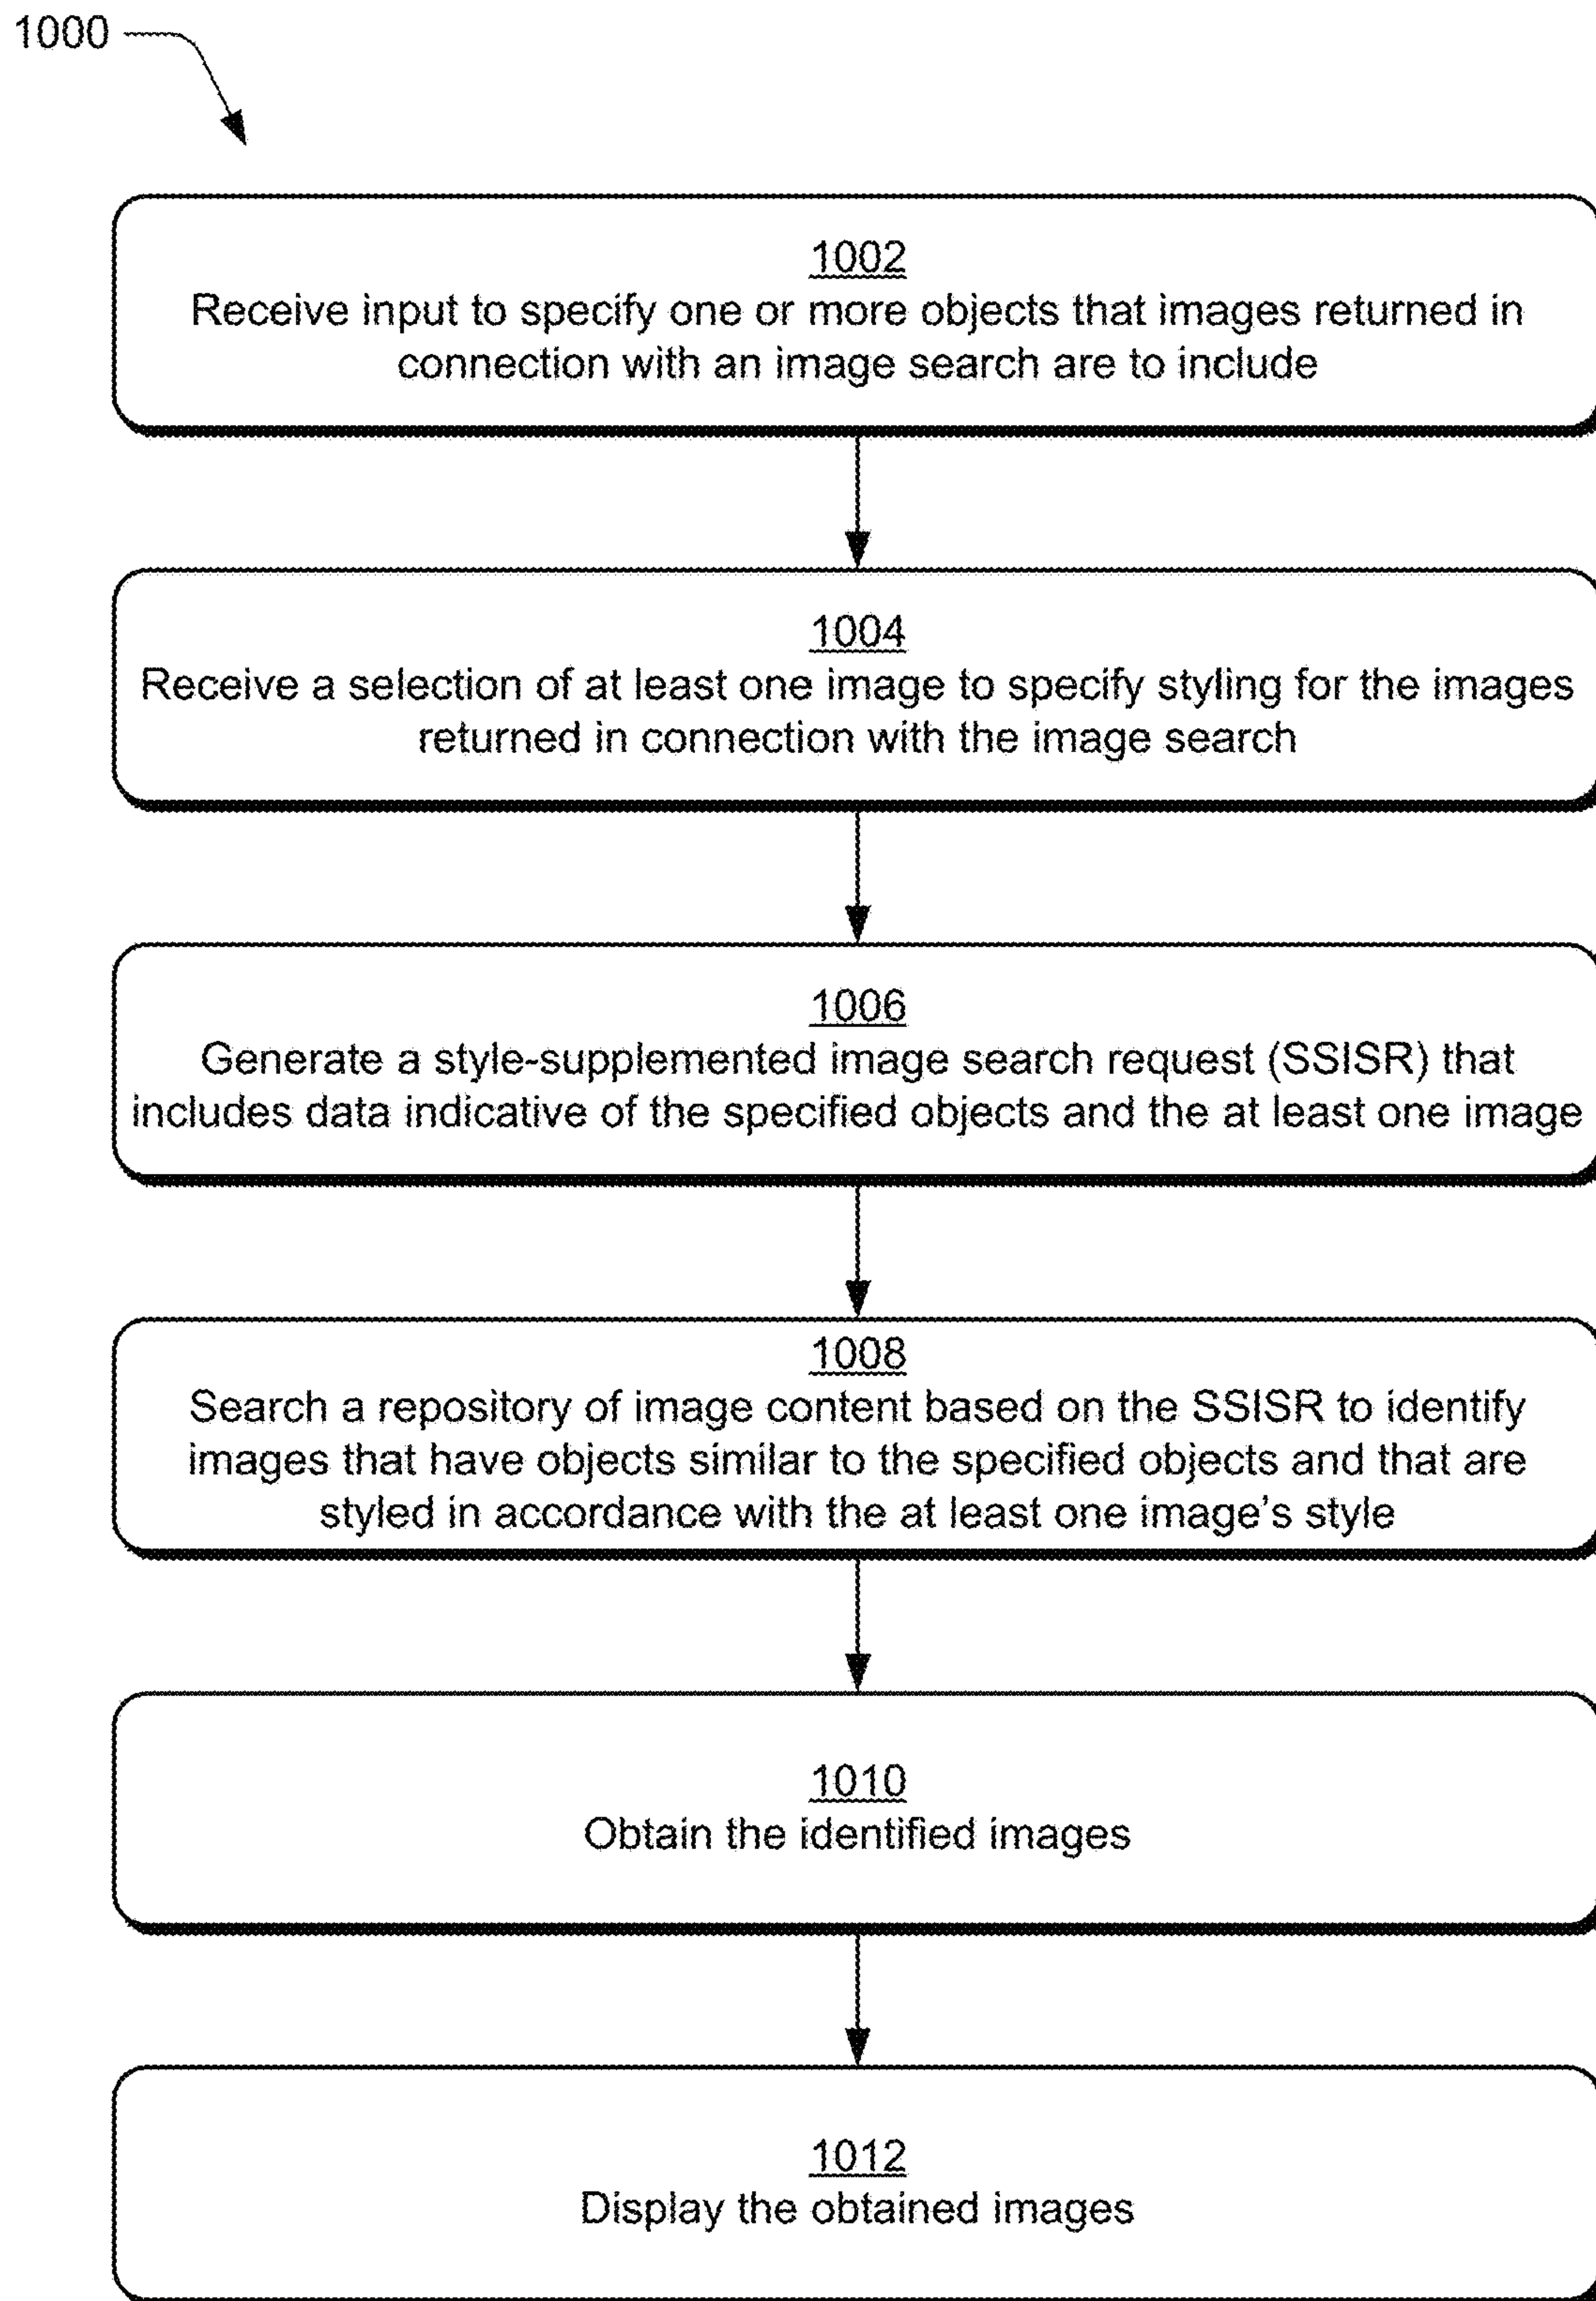 1000
1002
Receive input to specify one or more objects that images returned in
connection with an image search are to include
1004
Receive a selection of at least one image to specify styling for the images
returned in connection with the image search
1006
Generate a style-supplemented image search request (SSISR) that
includes data indicative of the specified objects and the at least one image
1008
Search a repository of image content based on the SSISR to identify
images that have objects similar to the specified objects and that are
styled in accordance with the at least one image's style
1010
Obtain the identified images
1012
Display the obtained images